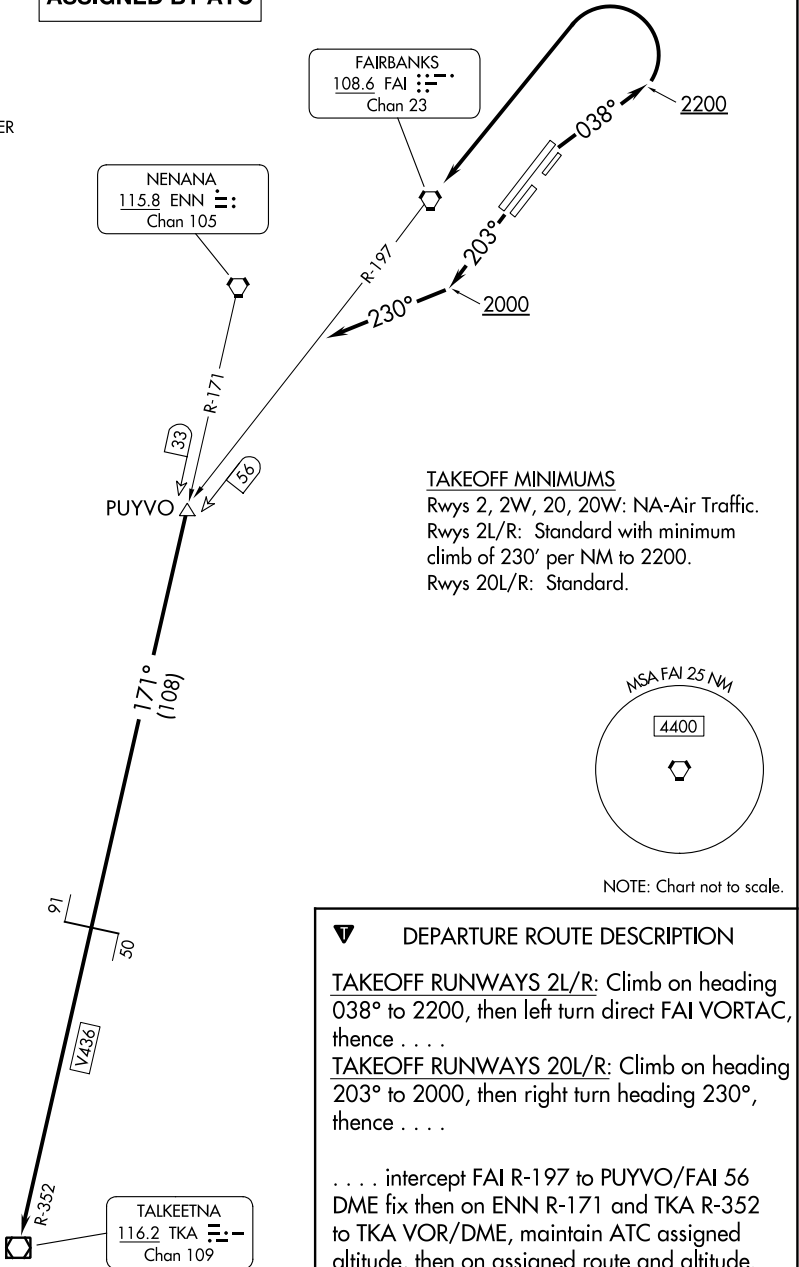 ASSIGNED BY ATC
ER
FAIRBANKS
108.6 FAI
Chan 23
NENANA
115.8 ENN
Chan 105
038°
2200
203°
2000
230°
R-197
R-171
33
56
PUYVO
TAKEOFF MINIMUMS
Rwys 2, 2W, 20, 20W: NA-Air Traffic.
Rwys 2L/R: Standard with minimum
climb of 230′ per NM to 2200.
Rwys 20L/R: Standard.
171°
(108)
MSA FAI 25 NM
4400
NOTE: Chart not to scale.
91
50
V436
R-352
TALKEETNA
116.2 TKA
Chan 109
T DEPARTURE ROUTE DESCRIPTION
TAKEOFF RUNWAYS 2L/R: Climb on heading
038° to 2200, then left turn direct FAI VORTAC,
thence . . . .
TAKEOFF RUNWAYS 20L/R: Climb on heading
203° to 2000, then right turn heading 230°,
thence . . . .
. . . . intercept FAI R-197 to PUYVO/FAI 56
DME fix then on ENN R-171 and TKA R-352
to TKA VOR/DME, maintain ATC assigned
altitude, then on assigned route and altitude